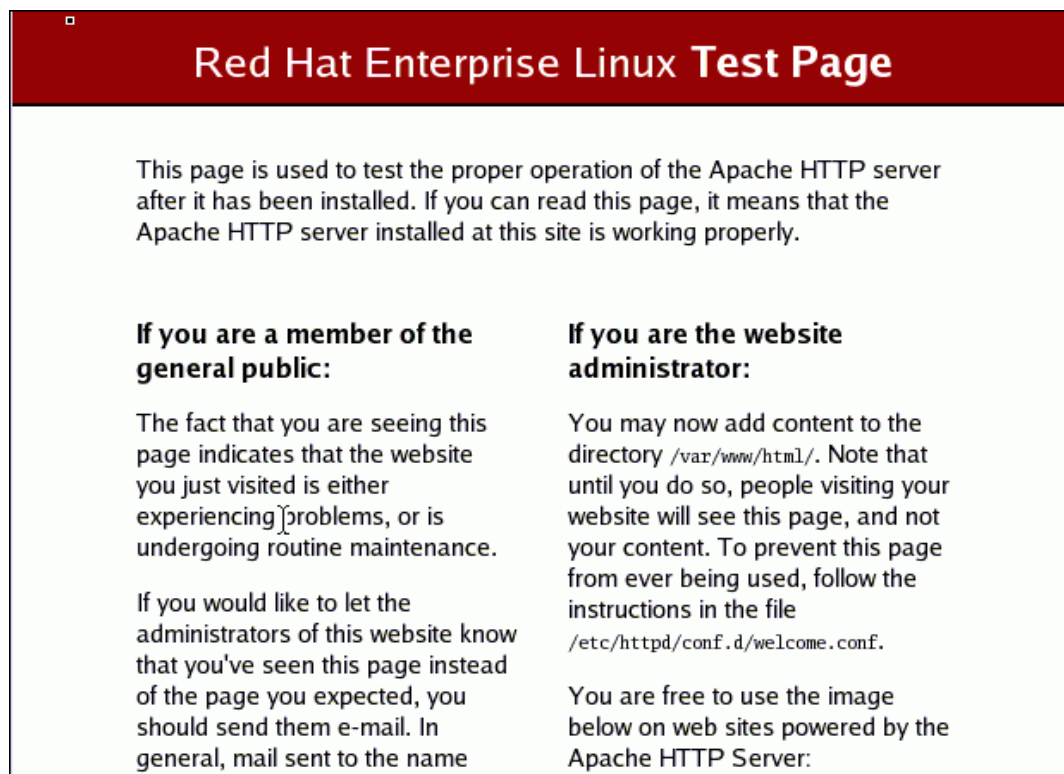 Red Hat Enterprise Linux Test Page
This page is used to test the proper operation of the Apache HTTP server
after it has been installed. If you can read this page, it means that the
Apache HTTP server installed at this site is working properly.
If you are a member of the
general public:
The fact that you are seeing this
page indicates that the website
you just visited is either
experiencing problems, or is
undergoing routine maintenance.
If you would like to let the
administrators of this website know
that you've seen this page instead
of the page you expected, you
should send them e-mail. In
general, mail sent to the name
If you are the website
administrator:
You may now add content to the
directory /var/www/html/. Note that
until you do so, people visiting your
website will see this page, and not
your content. To prevent this page
from ever being used, follow the
instructions in the file
/etc/httpd/conf.d/welcome.conf.
You are free to use the image
below on web sites powered by the
Apache HTTP Server: